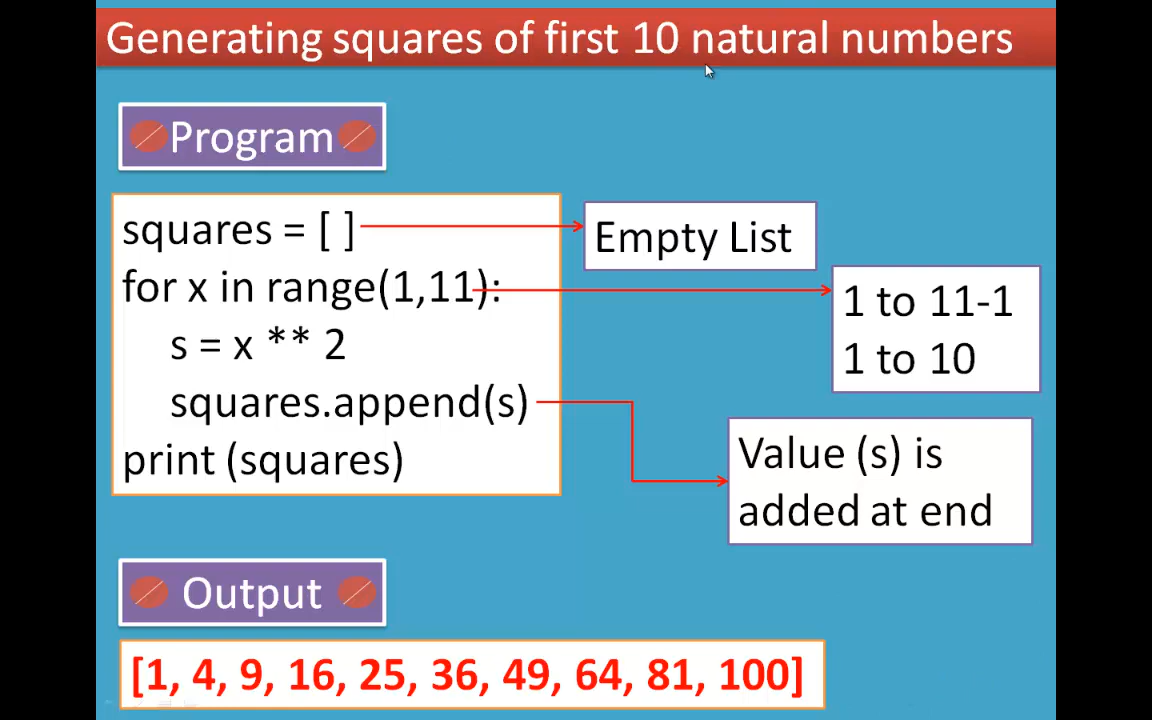 Generating squares of first 10 natural numbers
Program
squares = [ ]
for x in range(1,11):
s = x ** 2
squares.append(s)
print (squares)
Empty List
1 to 11-1
1 to 10
Value (s) is
added at end
Output
[1, 4, 9, 16, 25, 36, 49, 64, 81, 100]